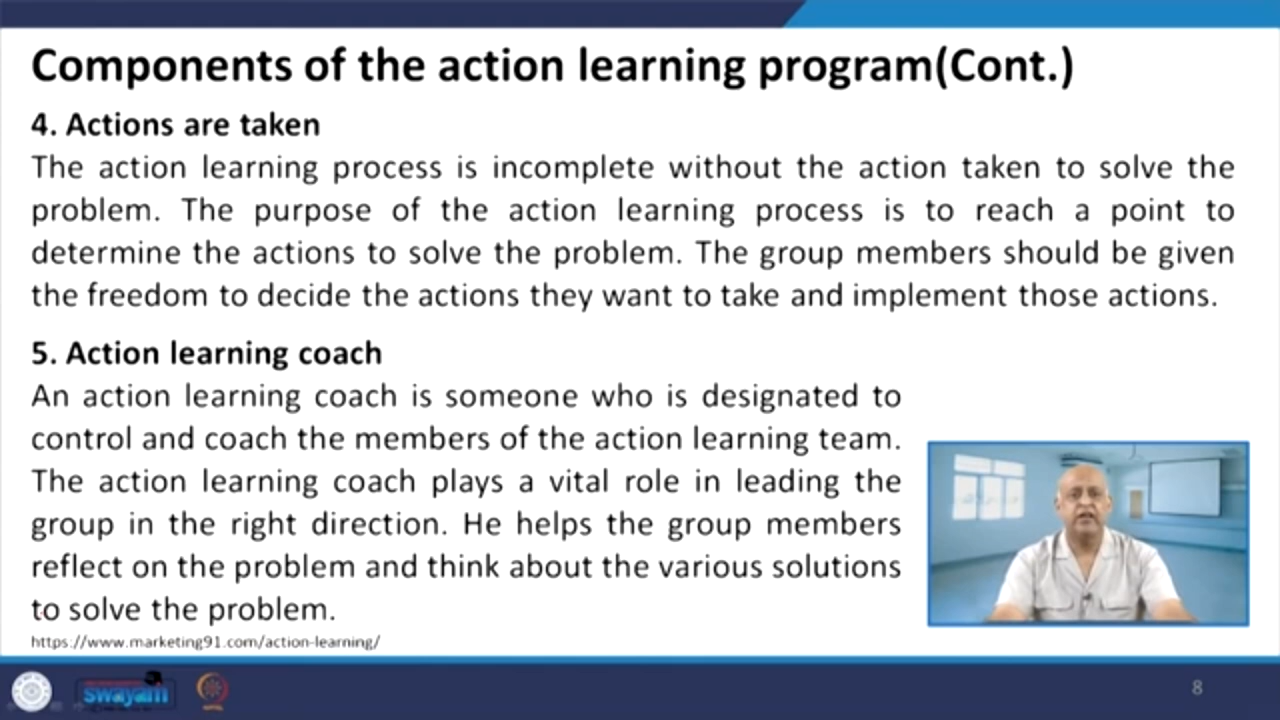 Components of the action learning program(Cont.)
4. Actions are taken
The action learning process is incomplete without the action taken to solve the
problem. The purpose of the action learning process is to reach a point to
determine the actions to solve the problem. The group members should be given
the freedom to decide the actions they want to take and implement those actions.
5. Action learning coach
An action learning coach is someone who is designated to
control and coach the members of the action learning team.
The action learning coach plays a vital role in leading the
group in the right direction. He helps the group members
reflect on the problem and think about the various solutions
to solve the problem.
https://www.marketing91.com/action-learning/
swayam
8